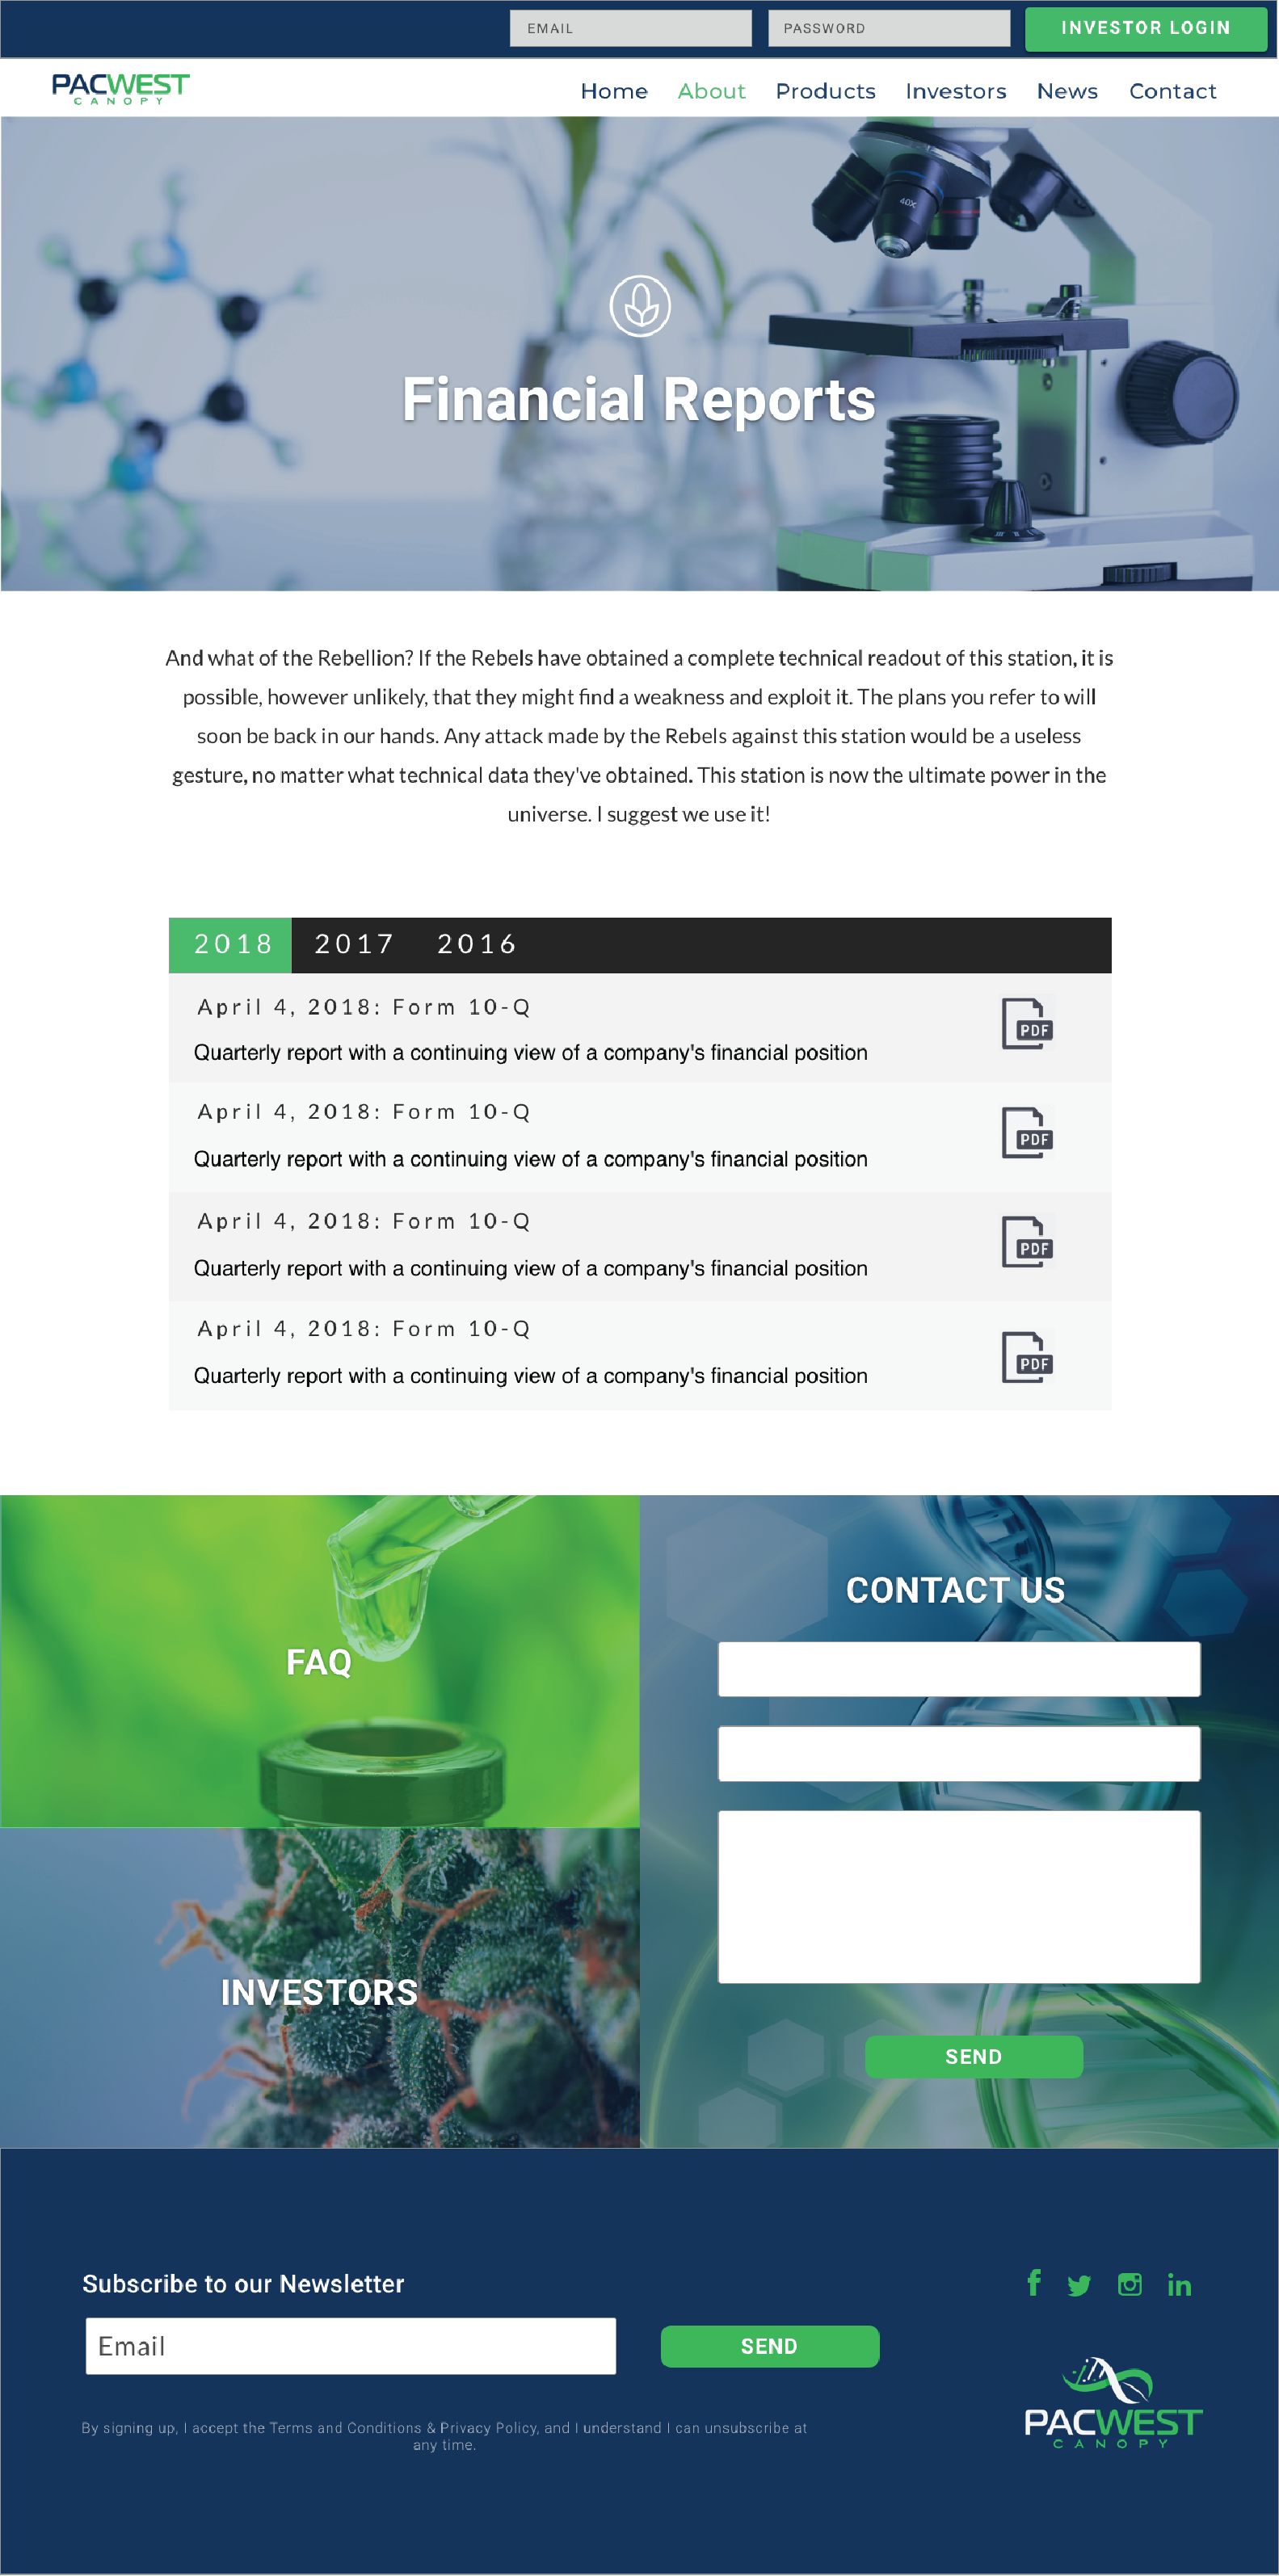 EMAIL
PASSWORD
INVESTOR LOGIN
PACWEST
CANOPY
Home
About
Products
Investors
News
Contact
40X
Financial Reports
And what of the Rebellion? If the Rebels have obtained a complete technical readout of this station, it is
possible, however unlikely, that they might find a weakness and exploit it. The plans you refer to will
soon be back in our hands. Any attack made by the Rebels against this station would be a useless
gesture, no matter what technical data they've obtained. This station is now the ultimate power in the
universe. I suggest we use it!
2018
2017
2016
April 4, 2018: Form 10-Q
Quarterly report with a continuing view of a company's financial position
PDF
April 4, 2018: Form 10-Q
Quarterly report with a continuing view of a company's financial position
PDF
April 4, 2018: Form 10-Q
Quarterly report with a continuing view of a company's financial position
PDF
April 4, 2018: Form 10-Q
Quarterly report with a continuing view of a company's financial position
PDF
FAQ
INVESTORS
CONTACT US
SEND
Subscribe to our Newsletter
Email
SEND
By signing up, I accept the Terms and Conditions & Privacy Policy, and I understand I can unsubscribe at
any time.
PACWEST
CANOPY